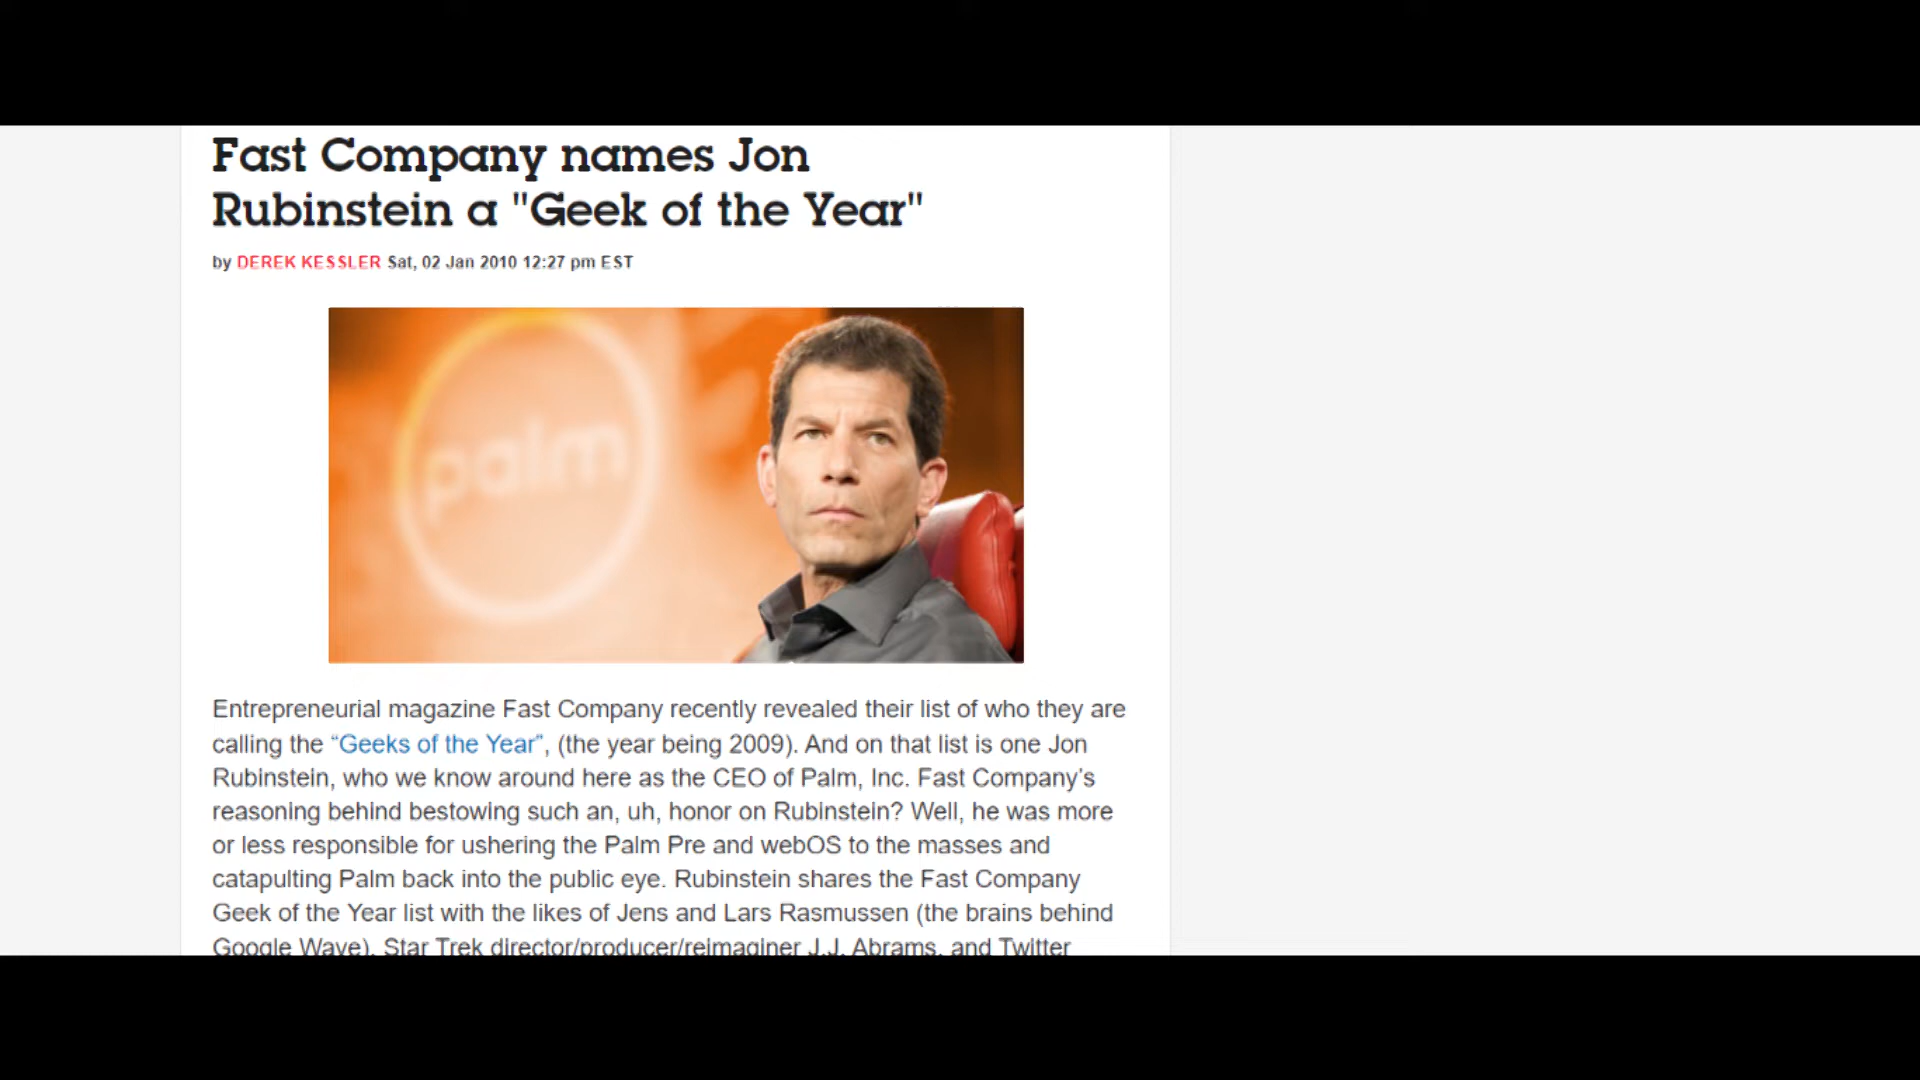 Fast Company names Jon
Rubinstein a "Geek of the Year"
by DEREK KESSLER Sat, 02 Jan 2010 12:27 pm EST
palm
Entrepreneurial magazine Fast Company recently revealed their list of who they are
calling the “Geeks of the Year”, (the year being 2009). And on that list is one Jon
Rubinstein, who we know around here as the CEO of Palm, Inc. Fast Company’s
reasoning behind bestowing such an, uh, honor on Rubinstein? Well, he was more
or less responsible for ushering the Palm Pre and webOS to the masses and
catapulting Palm back into the public eye. Rubinstein shares the Fast Company
Geek of the Year list with the likes of Jens and Lars Rasmussen (the brains behind
Google Wave), Star Trek director/producer/reimaginer J.J. Abrams, and Twitter